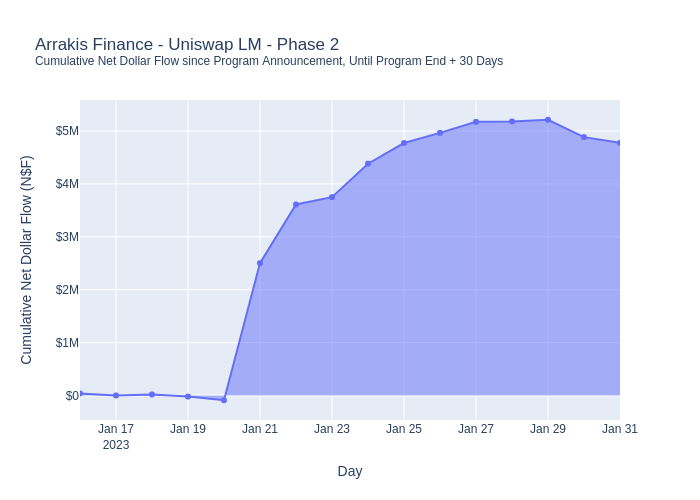 Arrakis Finance - Uniswap LM - Phase 2
Cumulative Net Dollar Flow since Program Announcement, Until Program End + 30 Days
Cumulative Net Dollar Flow (N$F)
$5M
$4M
$3M
$2M
$1M
$0
Jan 17 Jan 19 Jan 21 Jan 23 Jan 25 Jan 27 Jan 29 Jan 31
2023
Day